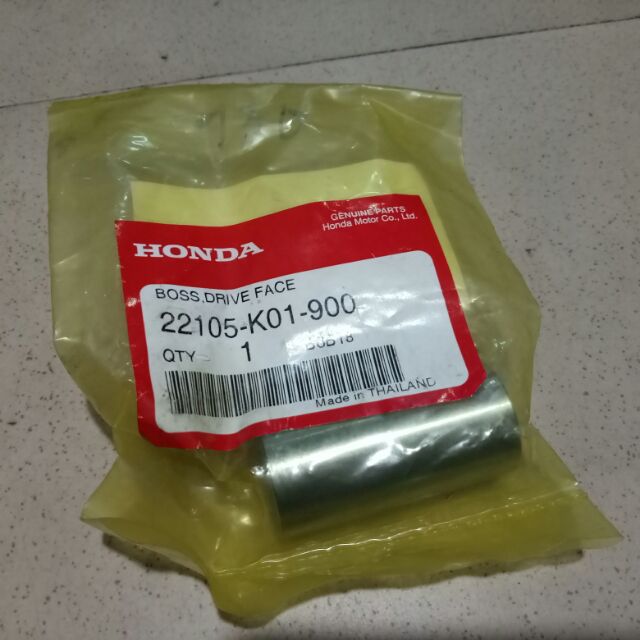 GENUINE PARTS
Honda Motor Co., Ltd.
HONDA
BOSS,DRIVE FACE
22105-K01-900
QTY 1
Made in THAILAND